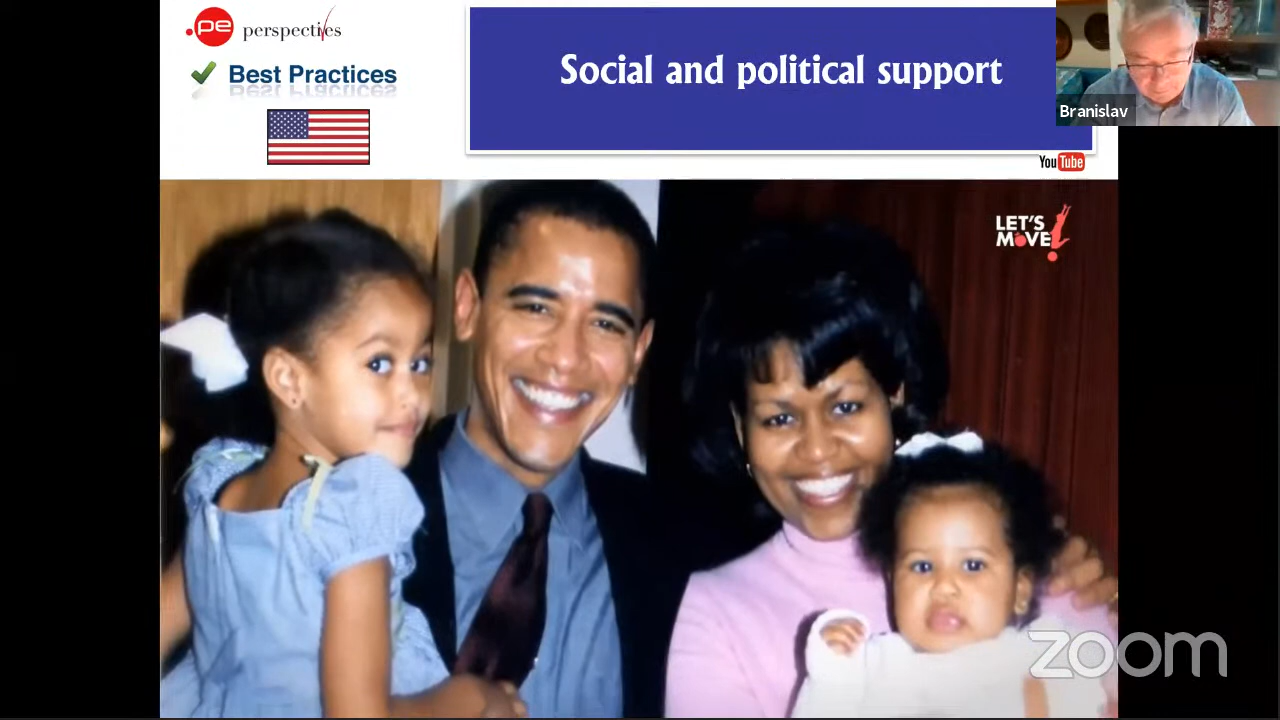 .pe perspectives
Best Practices
Social and political support
Branislav
YouTube
LET'S
MOVE!
zoom